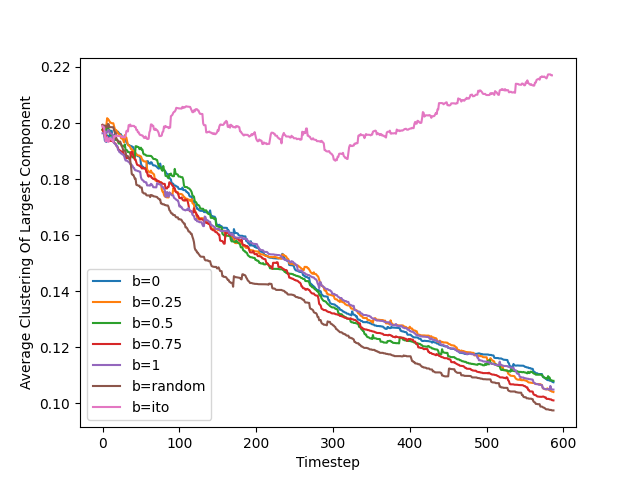 0.22
0.20
0.18
0.16
0.14
0.12
0.10
Average Clustering Of Largest Component
b=0
b=0.25
b=0.5
b=0.75
b=1
b=random
b=ito
0 100 200 300 400 500 600
Timestep